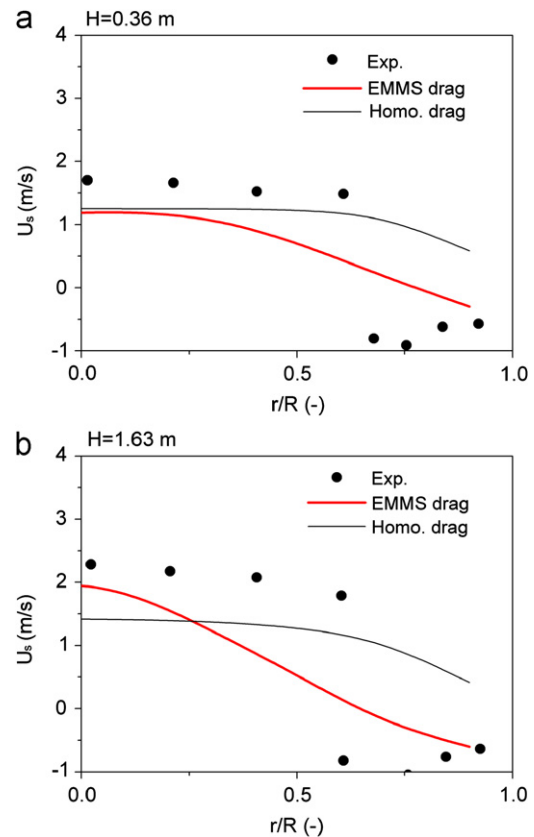 a
H=0.36 m
4
3
2
1
0
-1
Us (m/s)
Exp.
EMMS drag
Homo. drag
0.0
0.5
1.0
r/R (-)
b
H=1.63 m
4
3
2
1
0
-1
Us (m/s)
Exp.
EMMS drag
Homo. drag
0.0
0.5
1.0
r/R (-)